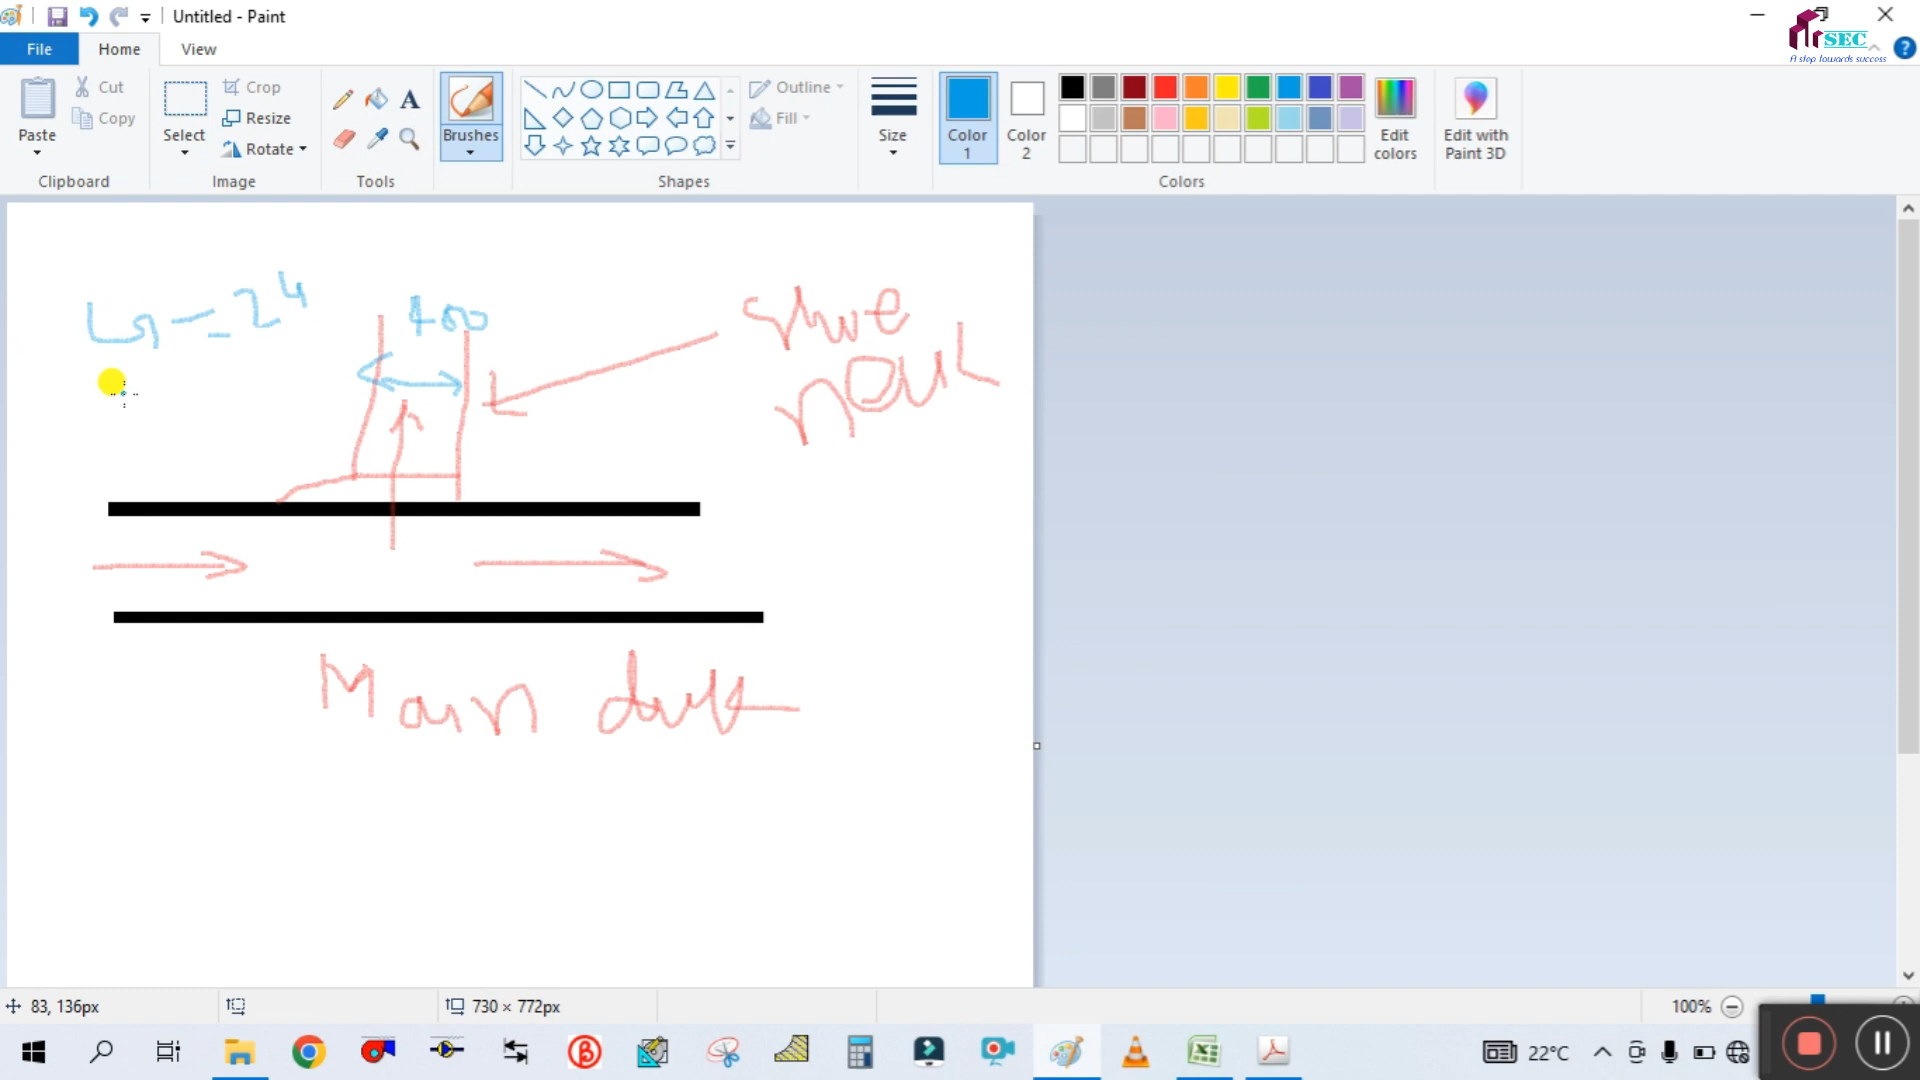 Untitled - Paint
SEC
A step towards success
File
Home
View
Paste
Cut
Copy
Clipboard
Select
Crop
Resize
Rotate
Image
Tools
Brushes
Shapes
Outline
Fill
Size
Color 1
Color 2
Colors
Edit colors
Edit with Paint 3D
= 24
400
shoe
neck
Main duct
83, 136px
730 × 772px
100%
22°C